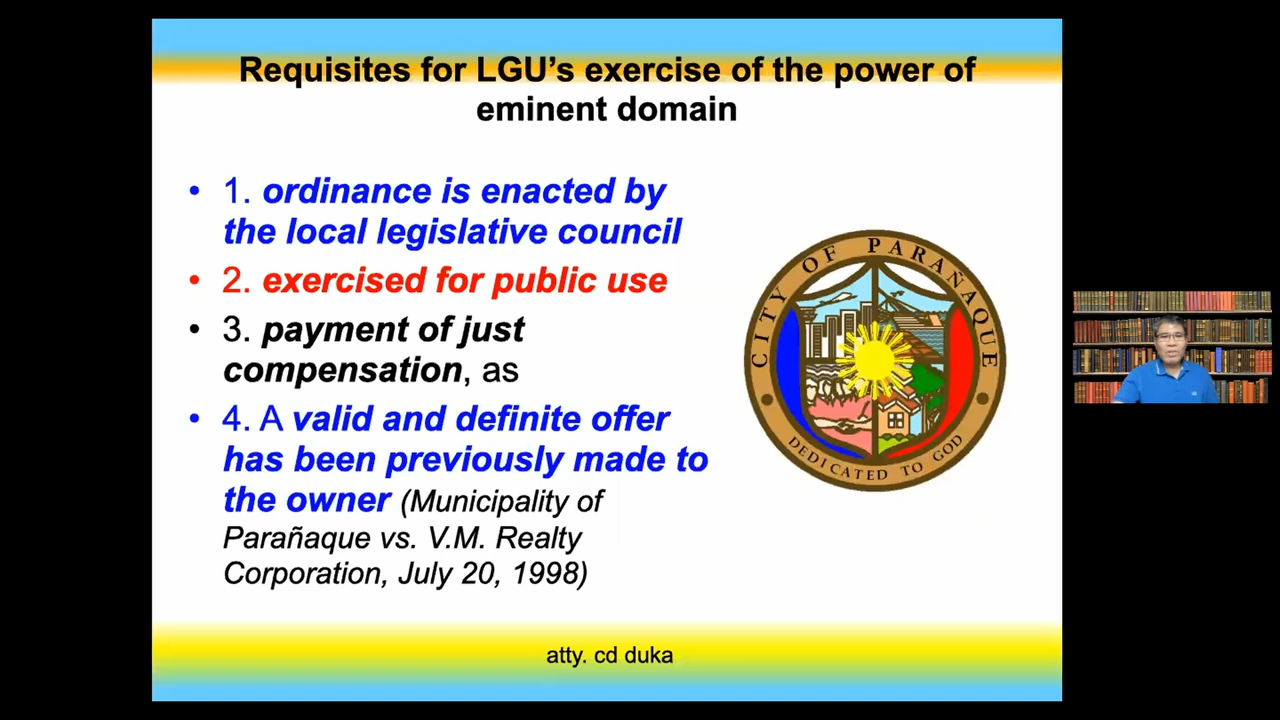 Requisites for LGU’s exercise of the power of
eminent domain
• 1. ordinance is enacted by
the local legislative council
• 2. exercised for public use
• 3. payment of just
compensation, as
• 4. A valid and definite offer
has been previously made to
the owner (Municipality of
Parañaque vs. V.M. Realty
Corporation, July 20, 1998)
CITY OF PARAÑAQUE
DEDICATED TO GOD
atty. cd duka